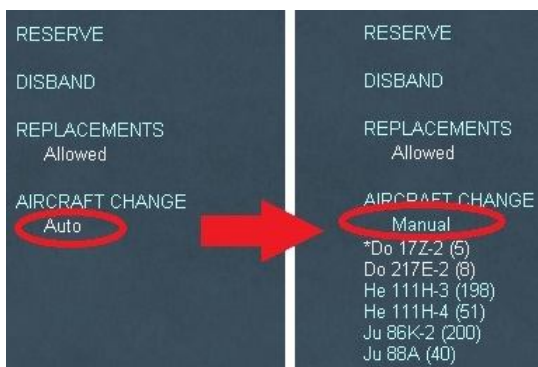 RESERVE
DISBAND
REPLACEMENTS
Allowed
AIRCRAFT CHANGE
Auto
RESERVE
DISBAND
REPLACEMENTS
Allowed
AIRCRAFT CHANGE
Manual
*Do 17Z-2 (5)
Do 217E-2 (8)
He 111H-3 (198)
He 111H-4 (51)
Ju 86K-2 (200)
Ju 88A (40)